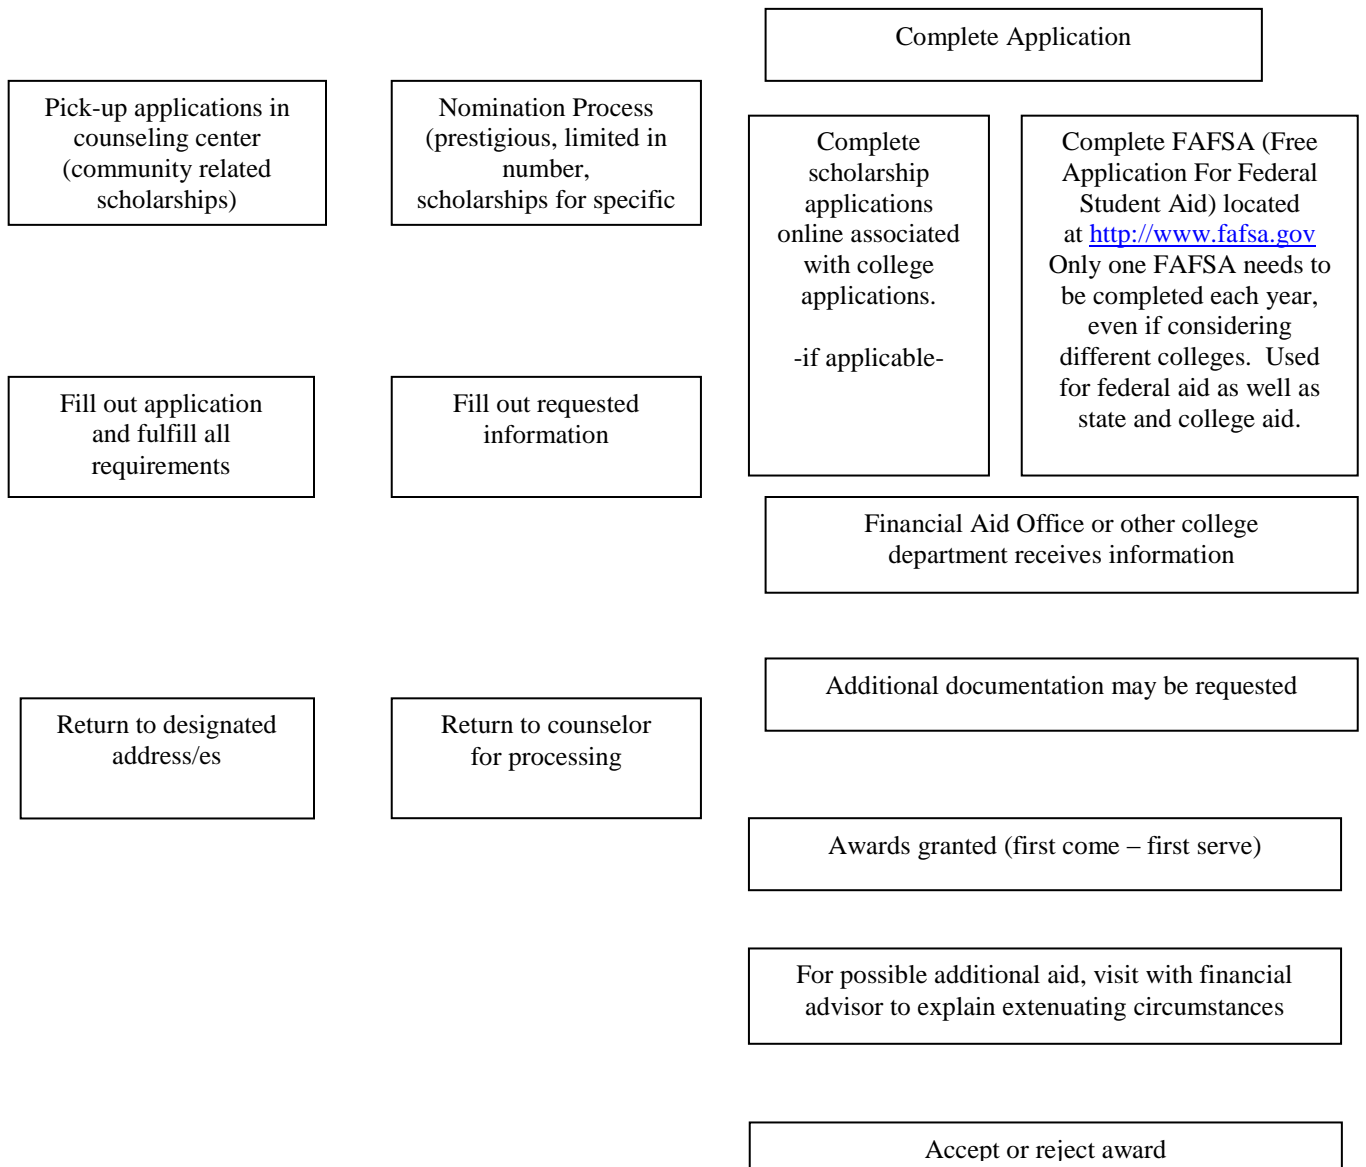 Complete Application
Pick-up applications in
counseling center
(community related
scholarships)
Nomination Process
(prestigious, limited in
number,
scholarships for specific
Complete
scholarship
applications
online associated
with college
applications.
-if applicable-
Complete FAFSA (Free
Application For Federal
Student Aid) located
at http://www.fafsa.gov
Only one FAFSA needs to
be completed each year,
even if considering
different colleges.  Used
for federal aid as well as
state and college aid.
Fill out application
and fulfill all
requirements
Fill out requested
information
Financial Aid Office or other college
department receives information
Additional documentation may be requested
Return to designated
address/es
Return to counselor
for processing
Awards granted (first come – first serve)
For possible additional aid, visit with financial
advisor to explain extenuating circumstances
Accept or reject award